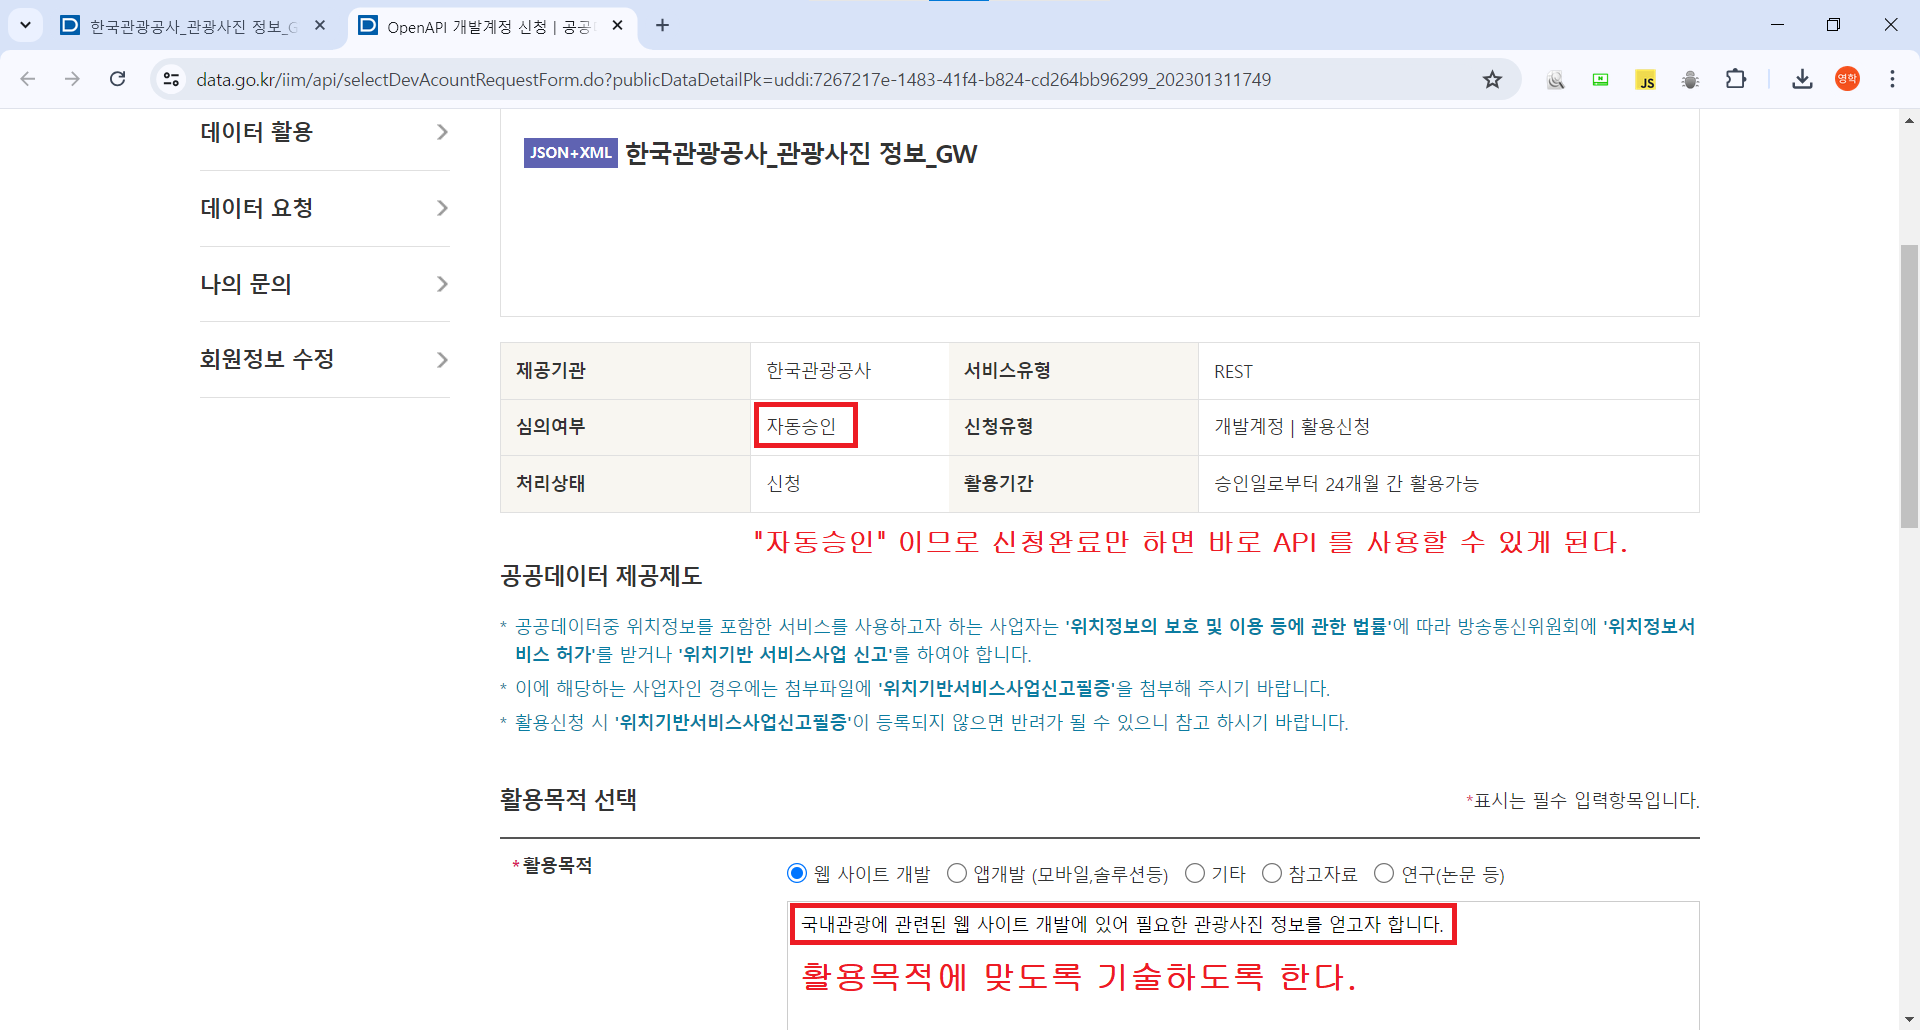 한국관광공사_관광사진 정보_G
OpenAPI 개발계정 신청 | 공공
data.go.kr/iim/api/selectDevAcountRequestForm.do?publicDataDetailPk=uddi:7267217e-1483-41f4-b824-cd264bb96299_202301311749
JS
영학
데이터 활용
데이터 요청
나의 문의
회원정보 수정
JSON+XML 한국관광공사_관광사진 정보_GW
제공기관 한국관광공사 서비스유형 REST
심의여부 자동승인 신청유형 개발계정 | 활용신청
처리상태 신청 활용기간 승인일로부터 24개월 간 활용가능
"자동승인" 이므로 신청완료만 하면 바로 API 를 사용할 수 있게 된다.
공공데이터 제공제도
* 공공데이터중 위치정보를 포함한 서비스를 사용하고자 하는 사업자는 '위치정보의 보호 및 이용 등에 관한 법률'에 따라 방송통신위원회에 '위치정보서
비스 허가'를 받거나 '위치기반 서비스사업 신고'를 하여야 합니다.
* 이에 해당하는 사업자인 경우에는 첨부파일에 '위치기반서비스사업신고필증'을 첨부해 주시기 바랍니다.
* 활용신청 시 '위치기반서비스사업신고필증'이 등록되지 않으면 반려가 될 수 있으니 참고 하시기 바랍니다.
활용목적 선택
*표시는 필수 입력항목입니다.
*활용목적
웹 사이트 개발 앱개발 (모바일,솔루션등) 기타 참고자료 연구(논문 등)
국내관광에 관련된 웹 사이트 개발에 있어 필요한 관광사진 정보를 얻고자 합니다.
활용목적에 맞도록 기술하도록 한다.